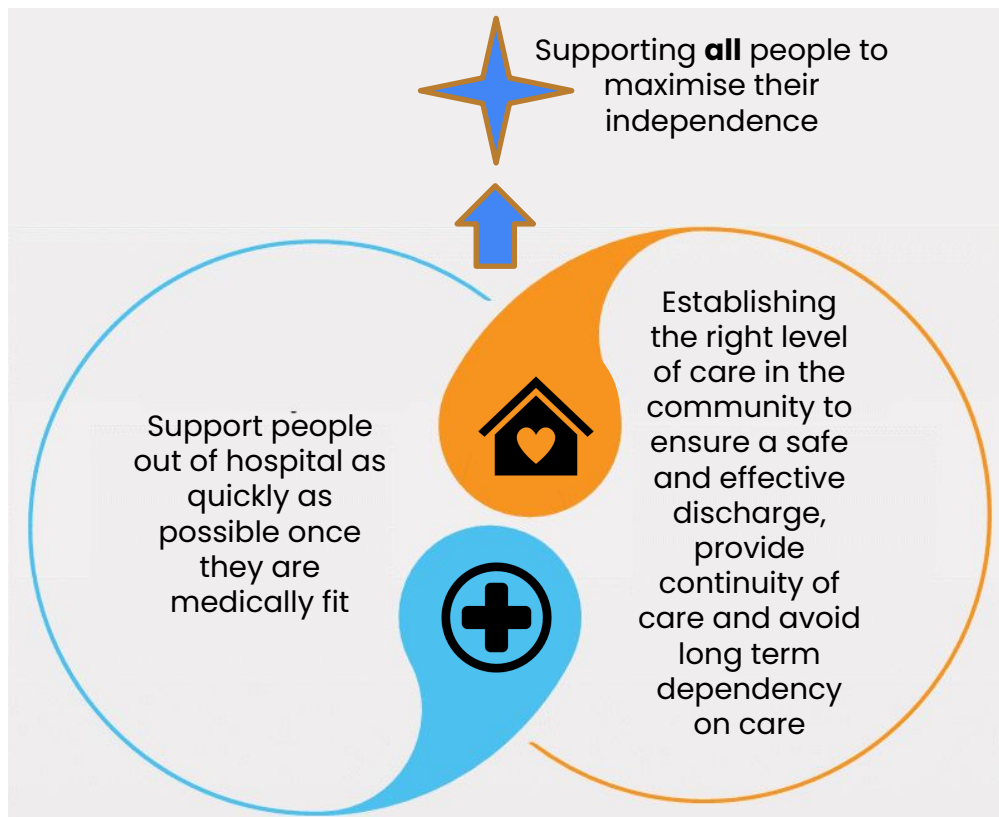 Supporting all people to
maximise their
independence
Support people
out of hospital as
quickly as
possible once
they are
medically fit
Establishing
the right level
of care in the
community to
ensure a safe
and effective
discharge,
provide
continuity of
care and avoid
long term
dependency
on care